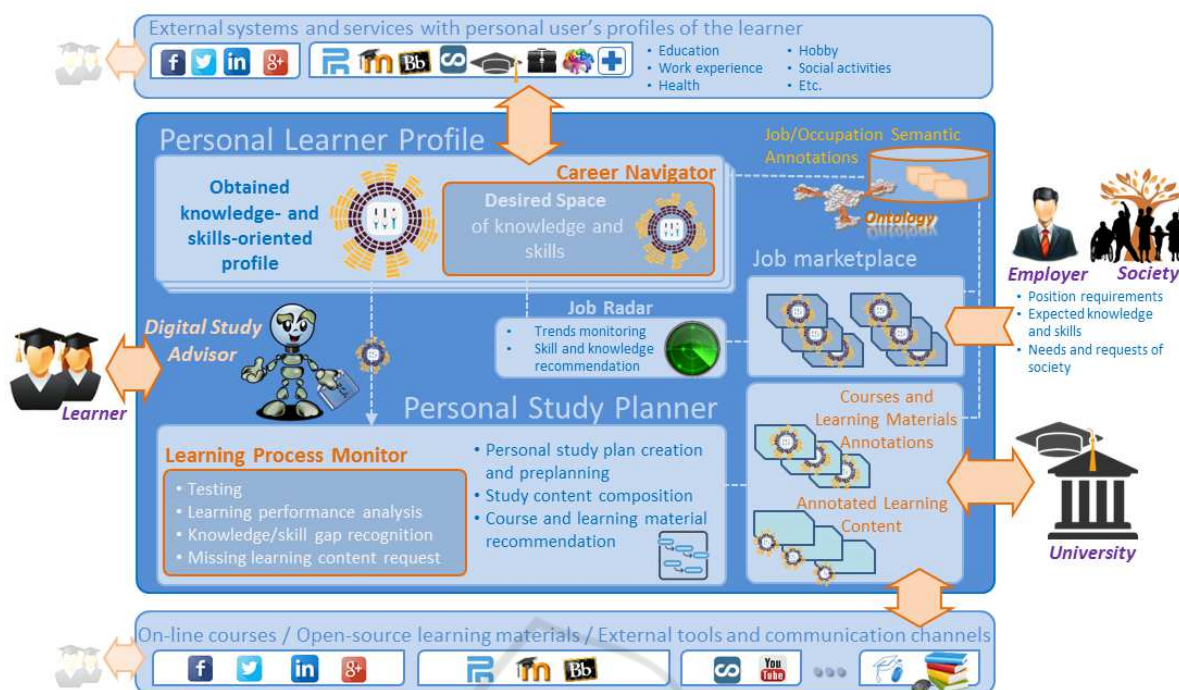 External systems and services with personal user's profiles of the learner
f in g+
Bb
• Education
• Work experience
• Health
• Hobby
• Social activities
• Etc.
Personal Learner Profile
Job/Occupation Semantic
Annotations
Career Navigator
Obtained
knowledge- and
skills-oriented
profile
Desired Space
of knowledge and
skills
Ontology
Employer
Society
• Position requirements
• Expected knowledge
and skills
• Needs and requests of
society
Job marketplace
Job Radar
• Trends monitoring
• Skill and knowledge
recommendation
Digital Study
Advisor
Learner
Personal Study Planner
Courses and
Learning Materials
Annotations
Annotated Learning
Content
Learning Process Monitor
• Testing
• Learning performance analysis
• Knowledge/skill gap recognition
• Missing learning content request
• Personal study plan creation
and preplanning
• Study content composition
• Course and learning material
recommendation
University
On-line courses / Open-source learning materials / External tools and communication channels
f in g+
Bb
You
Tube